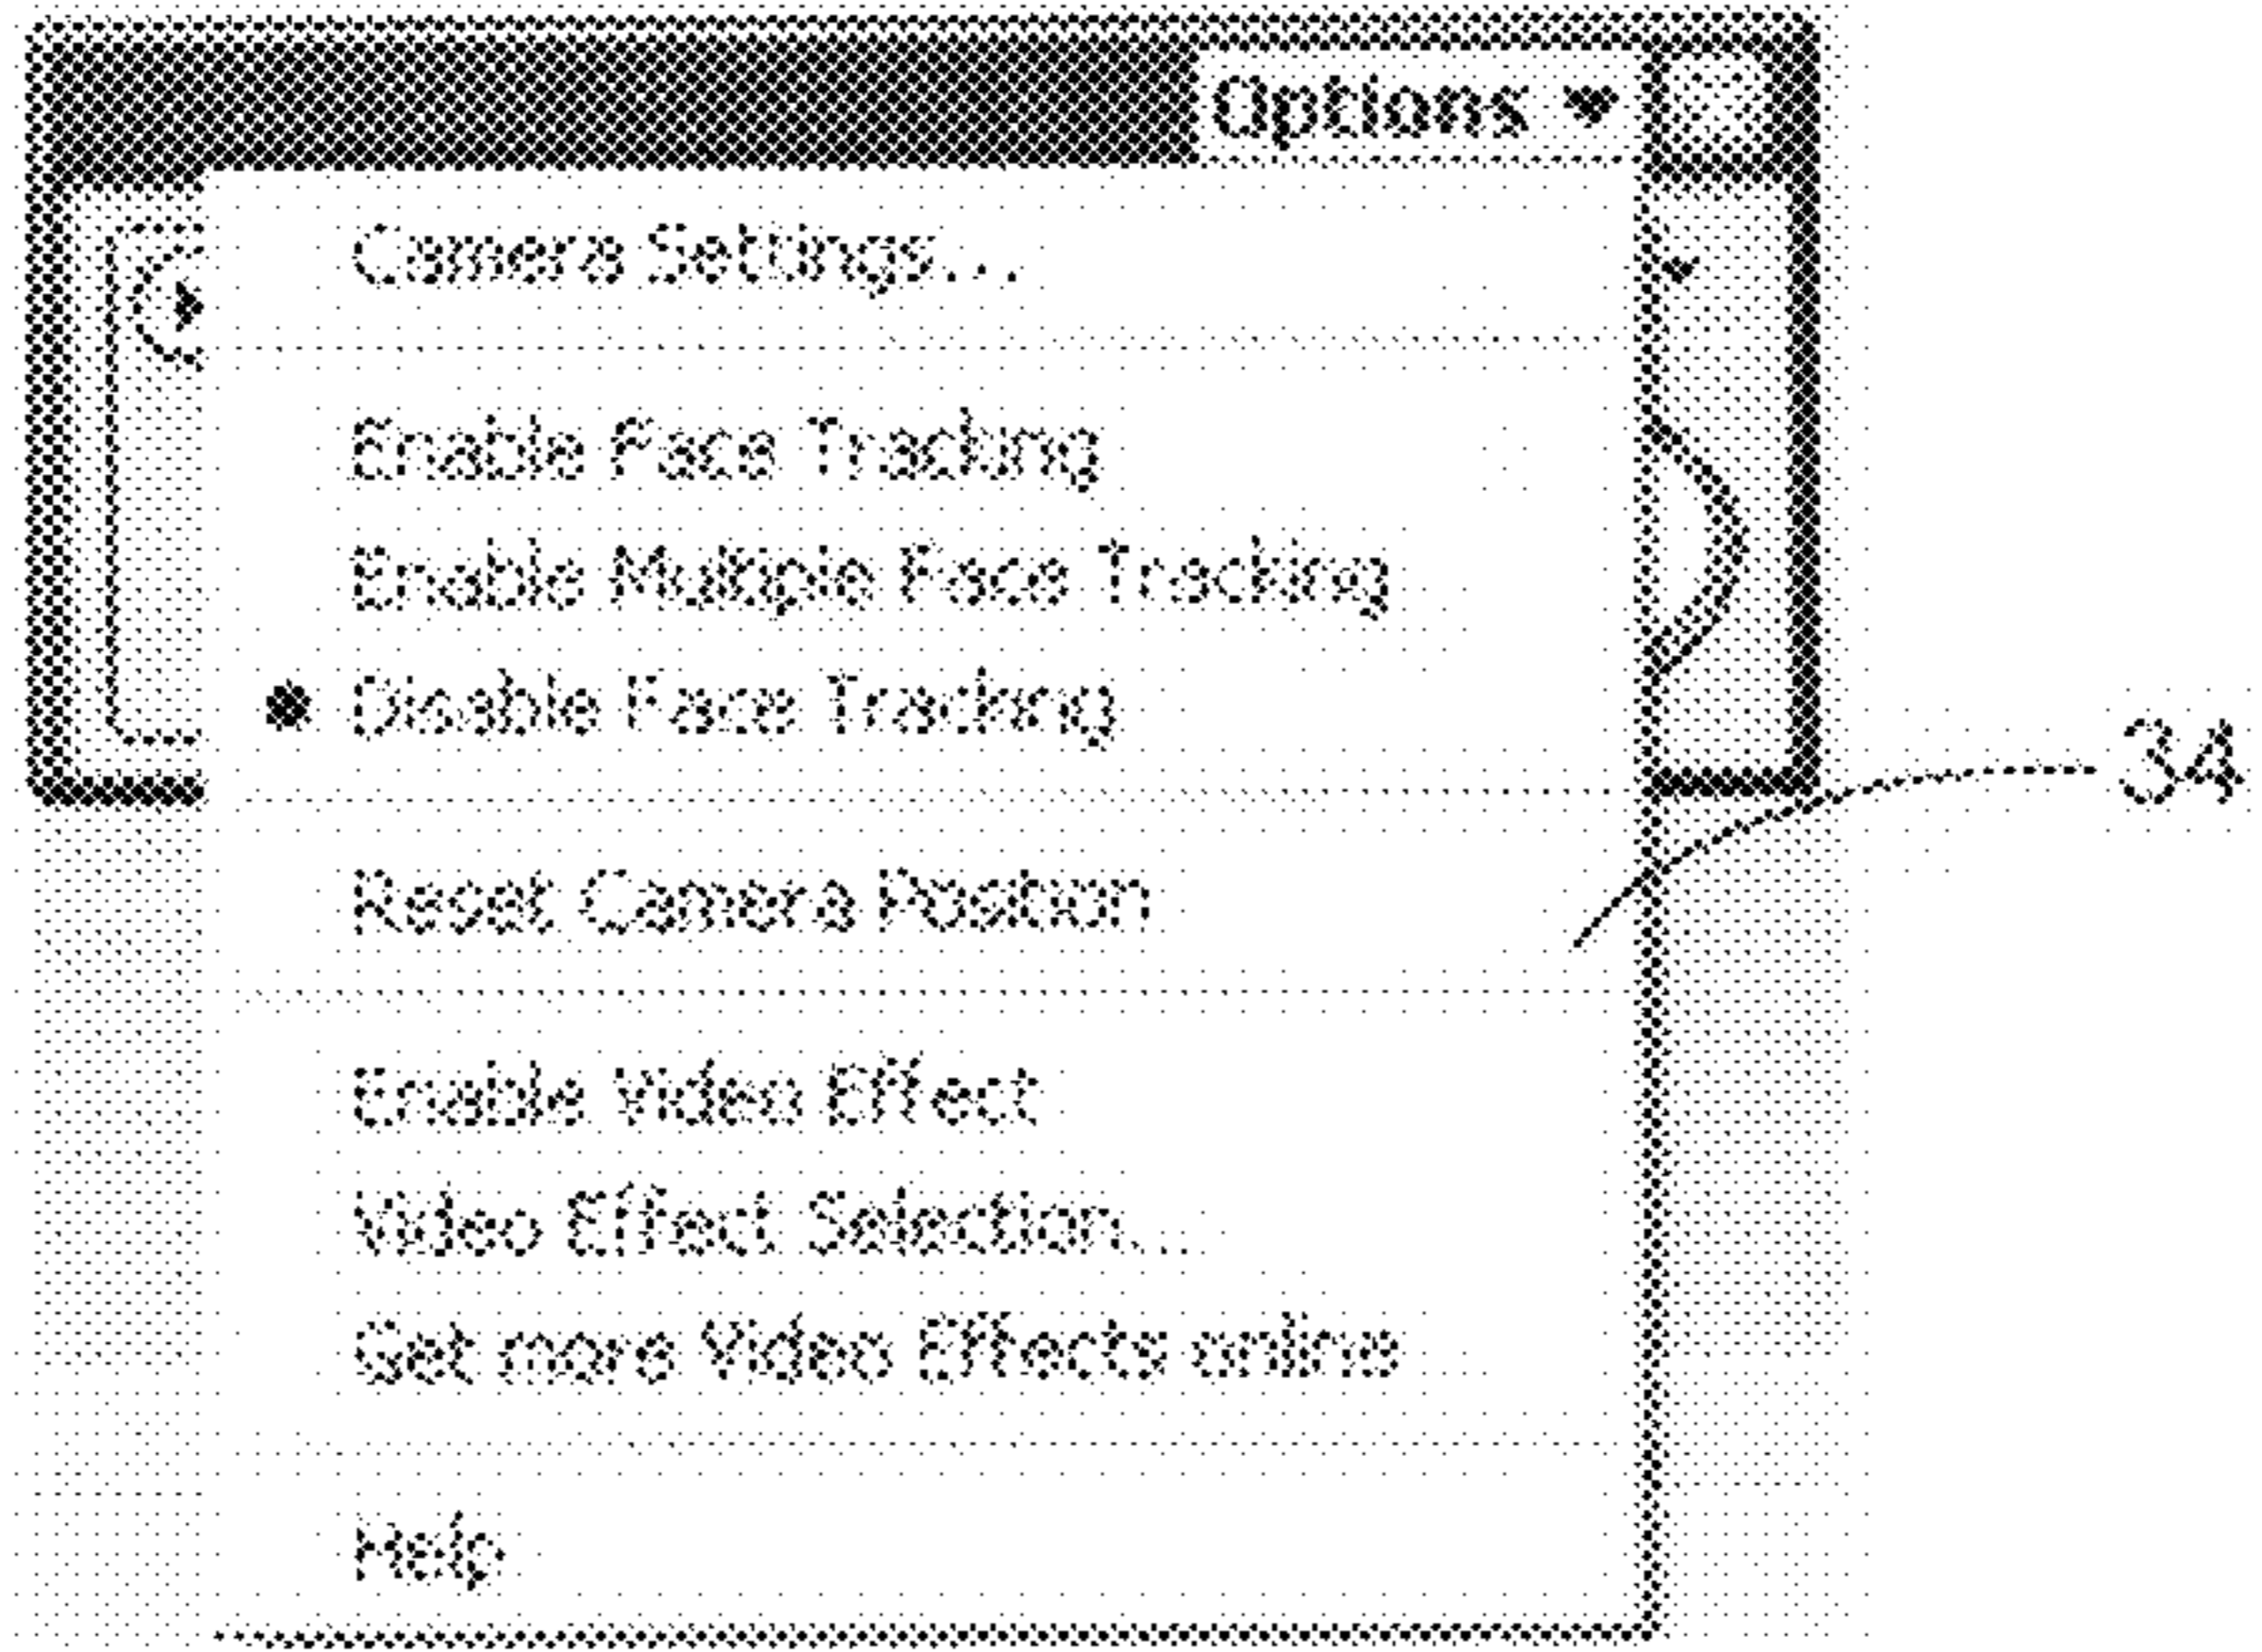 Options
Camera Settings...
Enable Face Tracking
Enable Multiple Face Tracking
Disable Face Tracking
34
Reset Camera Position
Enable Video Effect
Video Effect Selection...
Get more Video Effects online
Help